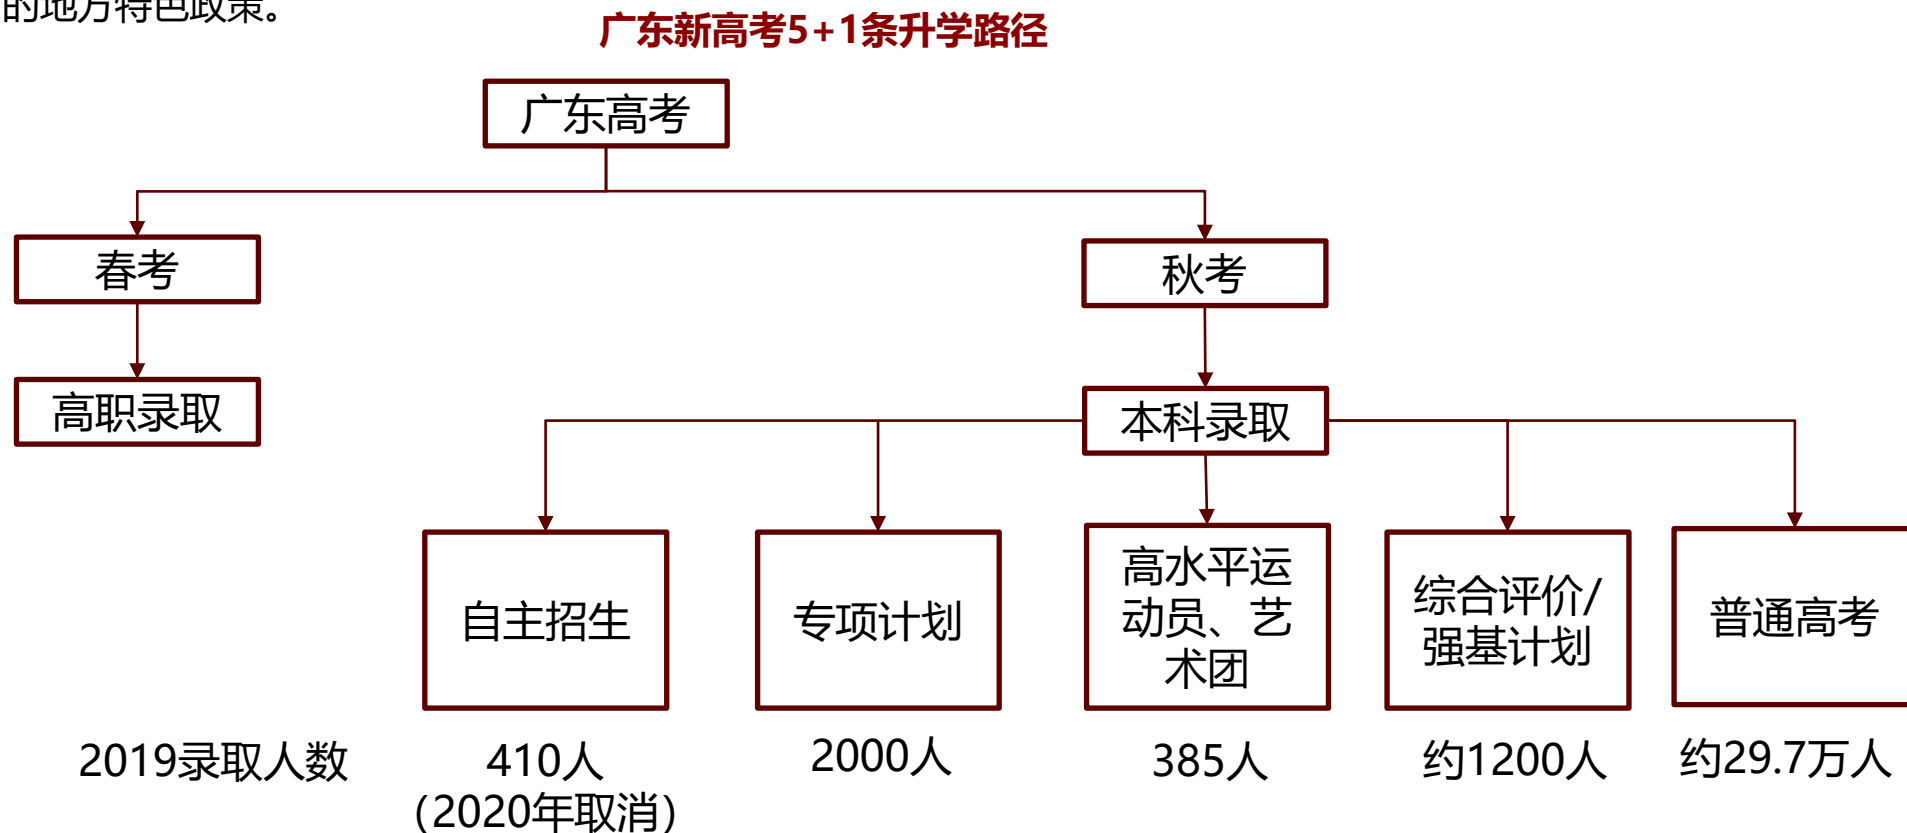 的地方特色政策。
广东新高考5+1条升学路径
广东高考
春考
秋考
高职录取
本科录取
自主招生
专项计划
高水平运
动员、艺
术团
综合评价/
强基计划
普通高考
2019录取人数
410人
（2020年取消）
2000人
385人
约1200人
约29.7万人